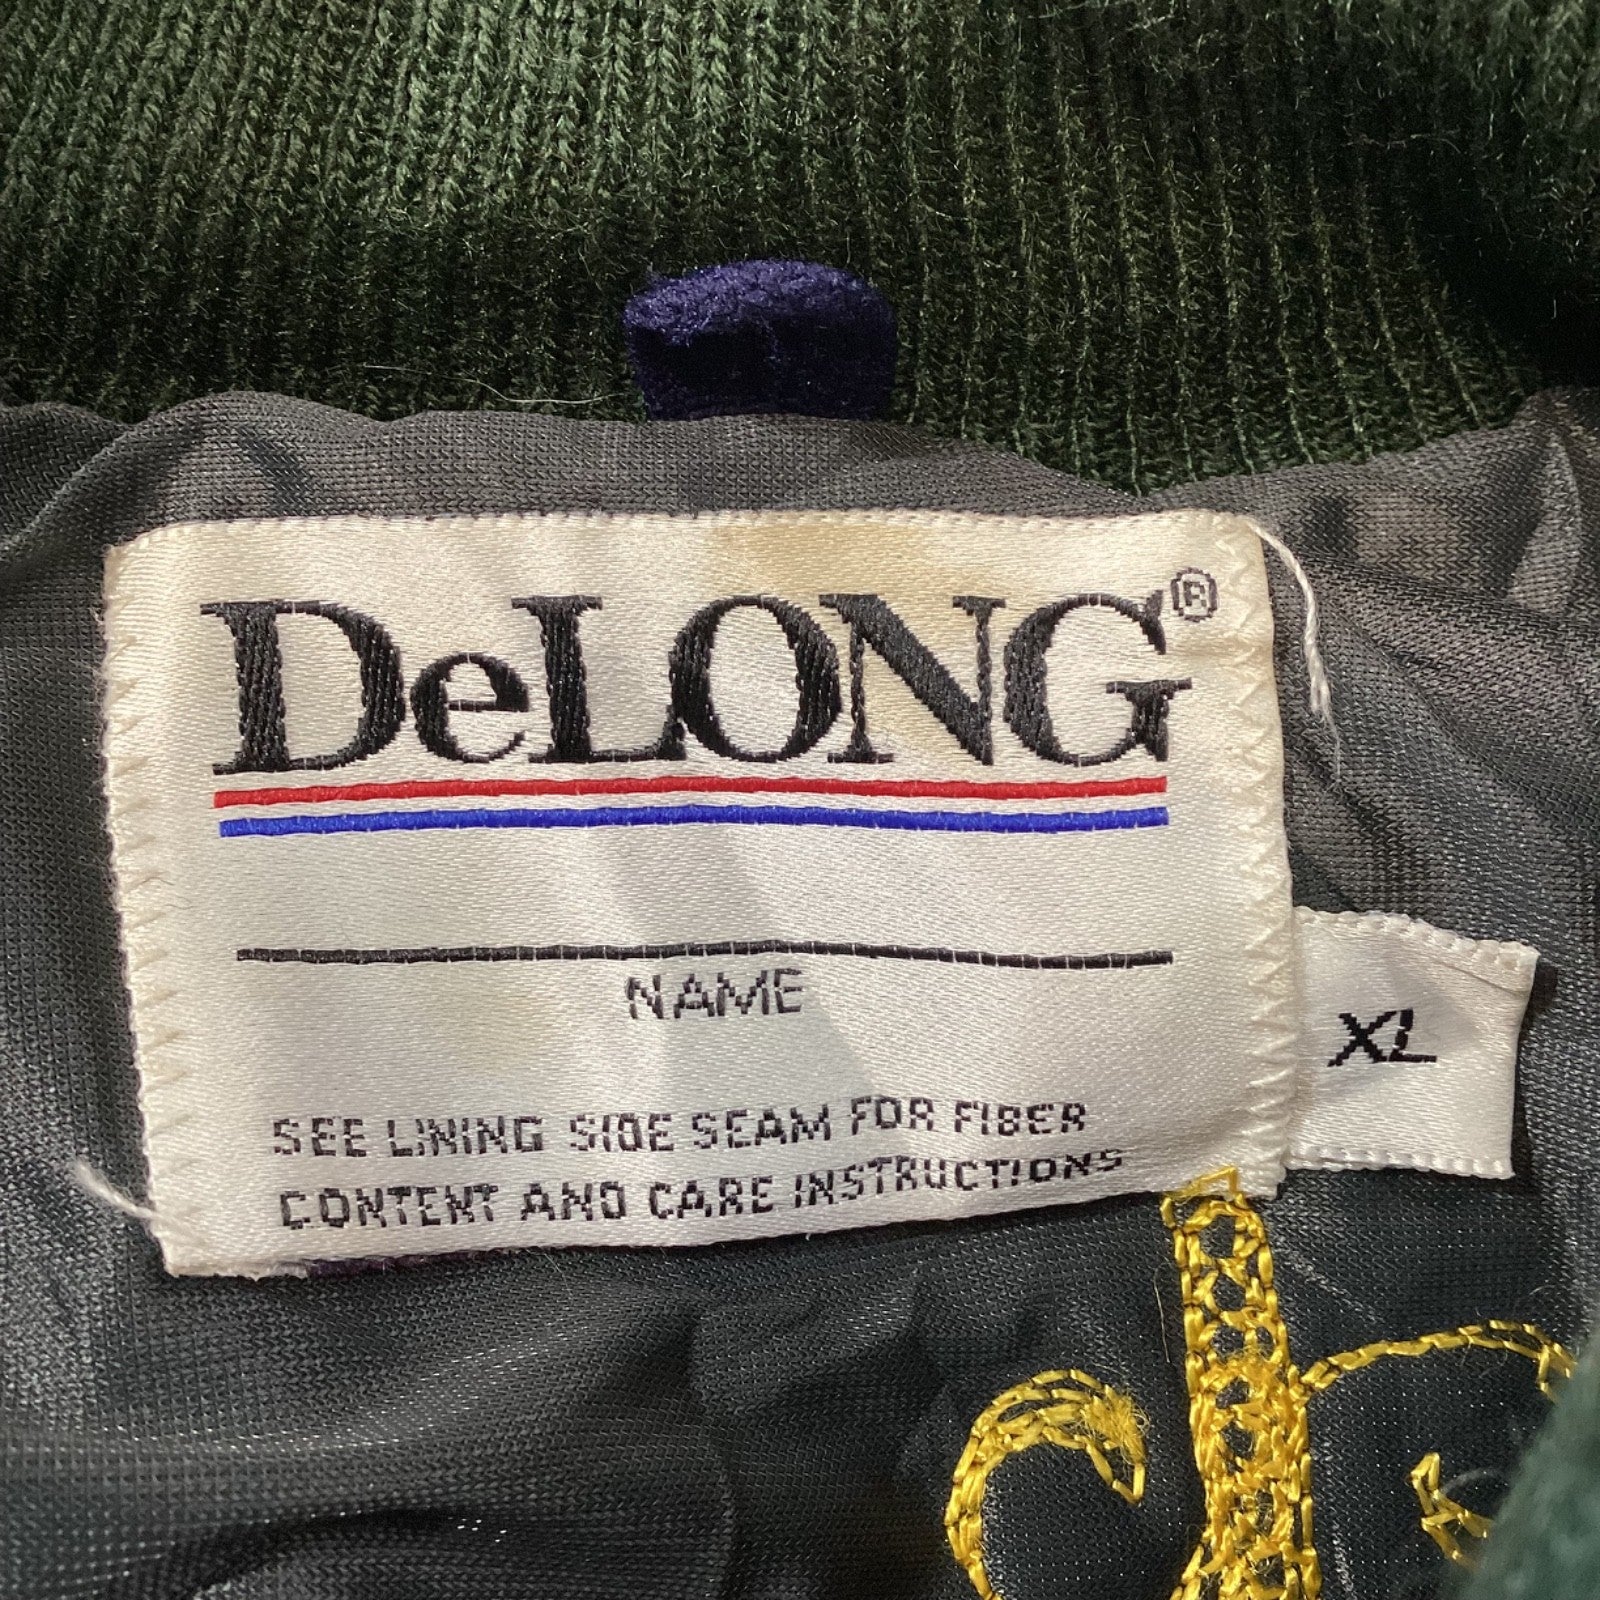 DeLONG®
NAME
XL
SEE LINING SIDE SEAM FOR FIBER
CONTENT AND CARE INSTRUCTIONS